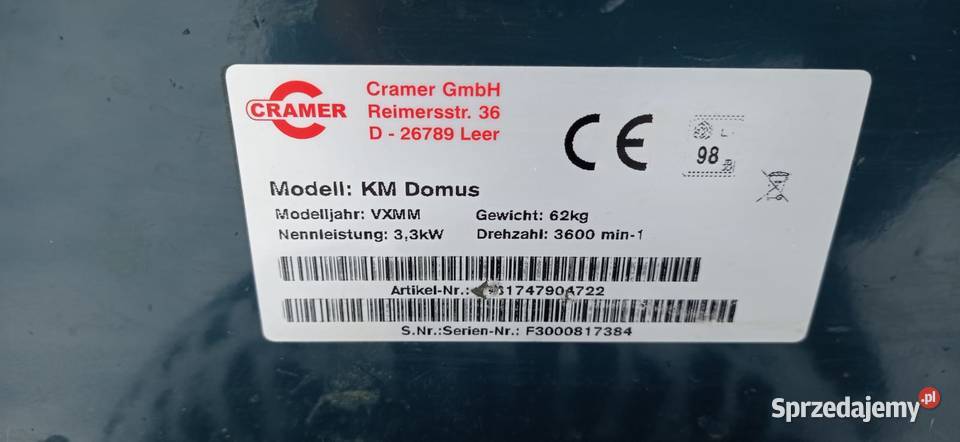 CRAMER
Cramer GmbH
Reimersstr. 36
D - 26789 Leer
CE
98
Modell: KM Domus
Modelljahr: VXMM
Gewicht: 62kg
Nennleistung: 3,3kW
Drehzahl: 3600 min-1
Artikel-Nr.:
S.Nr.:Serien-Nr.: F3000817384
Sprzedajemy.pl